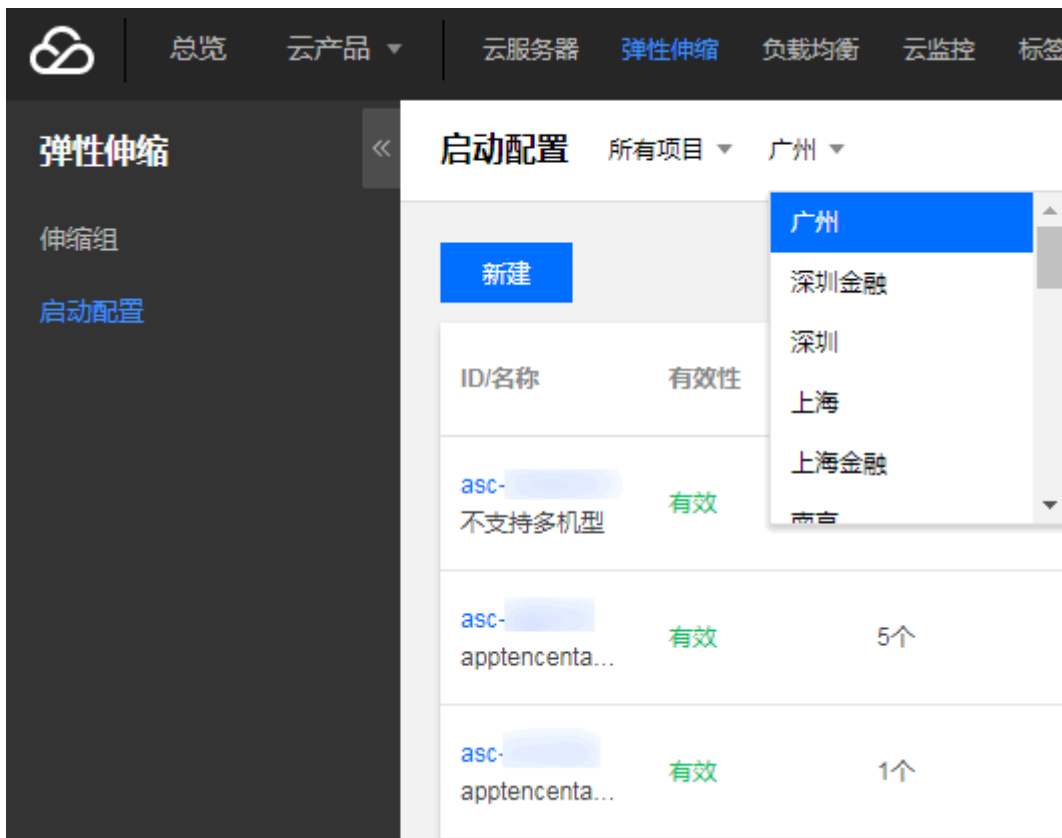 总览 云产品 云服务器 弹性伸缩 负载均衡 云监控 标签
弹性伸缩
伸缩组
启动配置
启动配置 所有项目 广州
新建
广州
深圳金融
深圳
上海
上海金融
南京
ID/名称 有效性
asc-
不支持多机型 有效
asc-
apptencenta... 有效 5个
asc-
apptencenta... 有效 1个